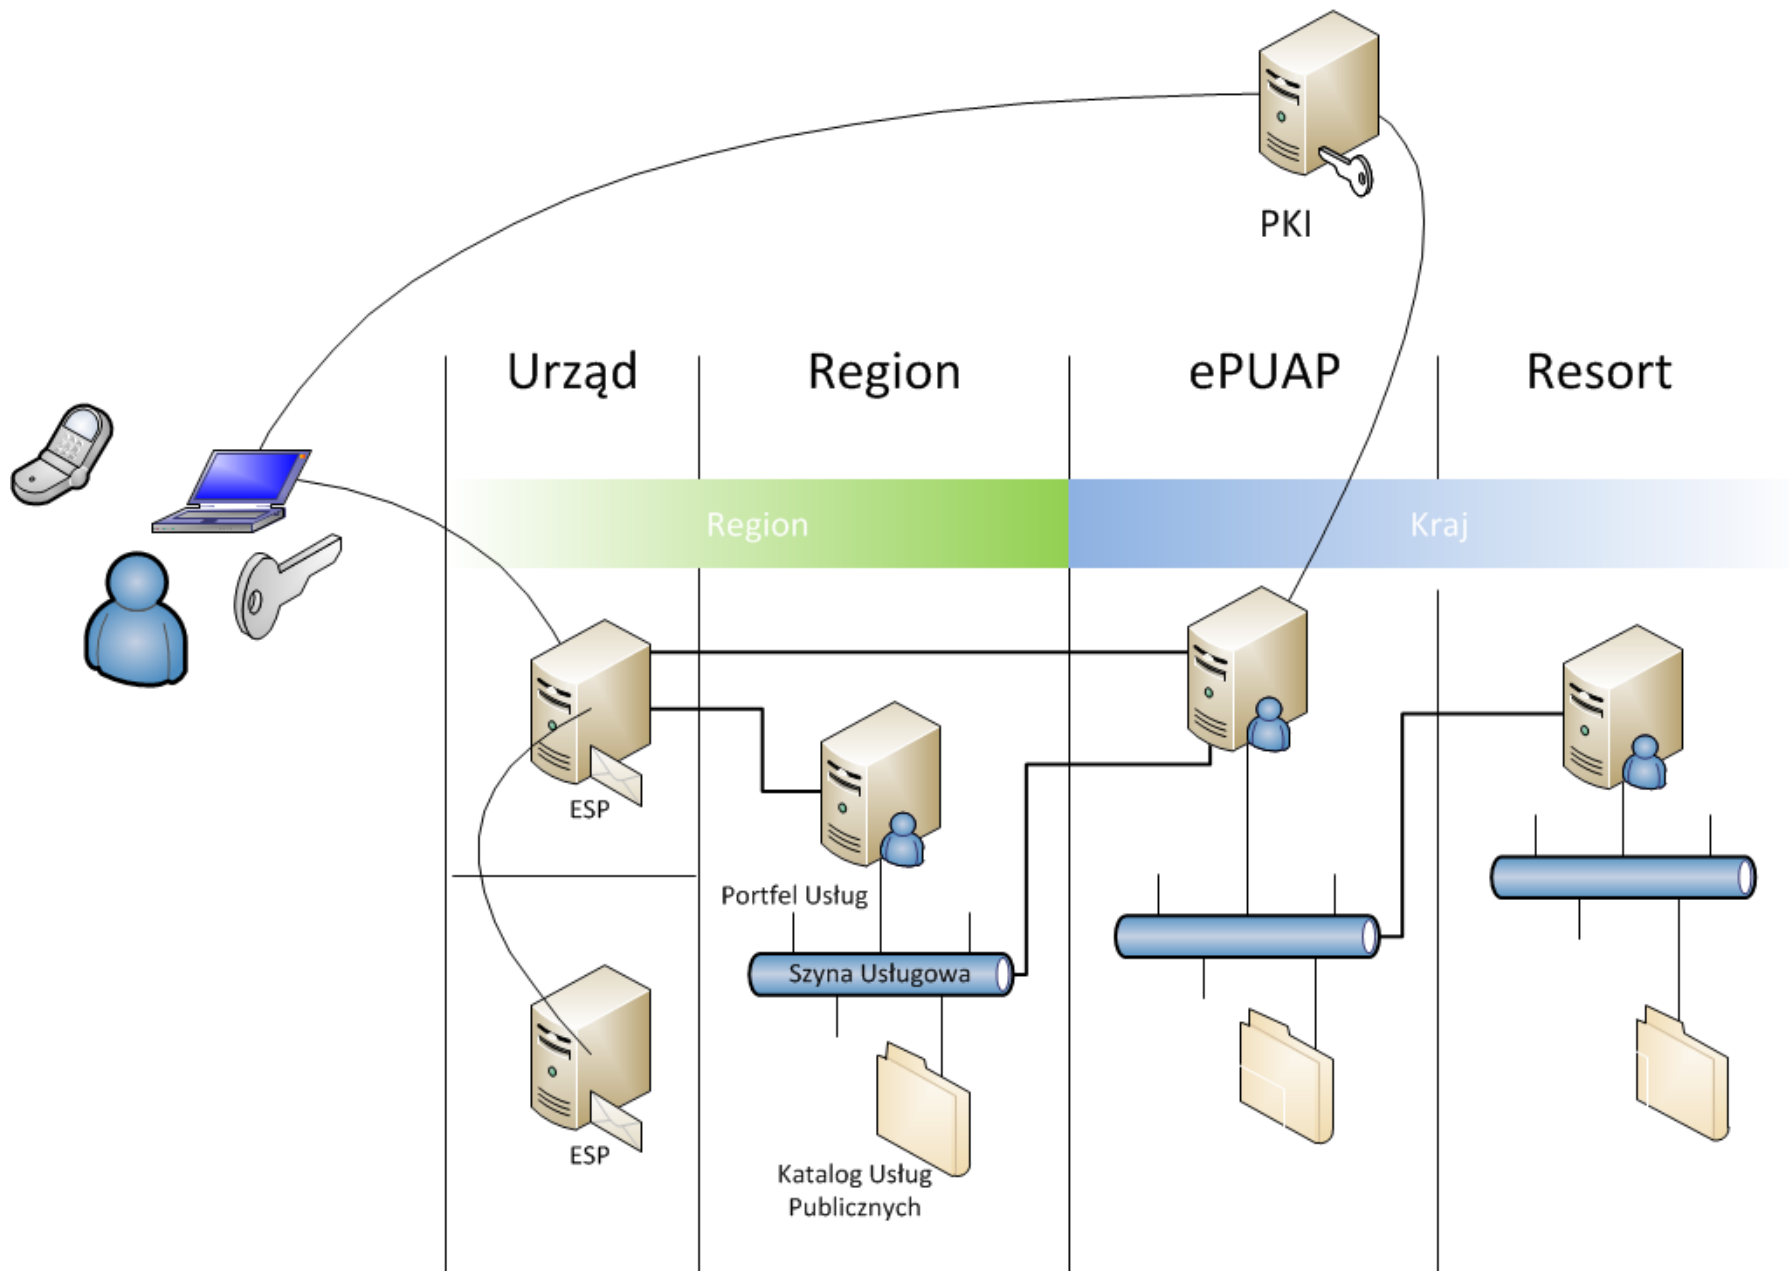 PKI
Urząd
Region
ePUAP
Resort
Region
Kraj
ESP
Portfel Usług
Szyna Usługowa
ESP
Katalog Usług
Publicznych